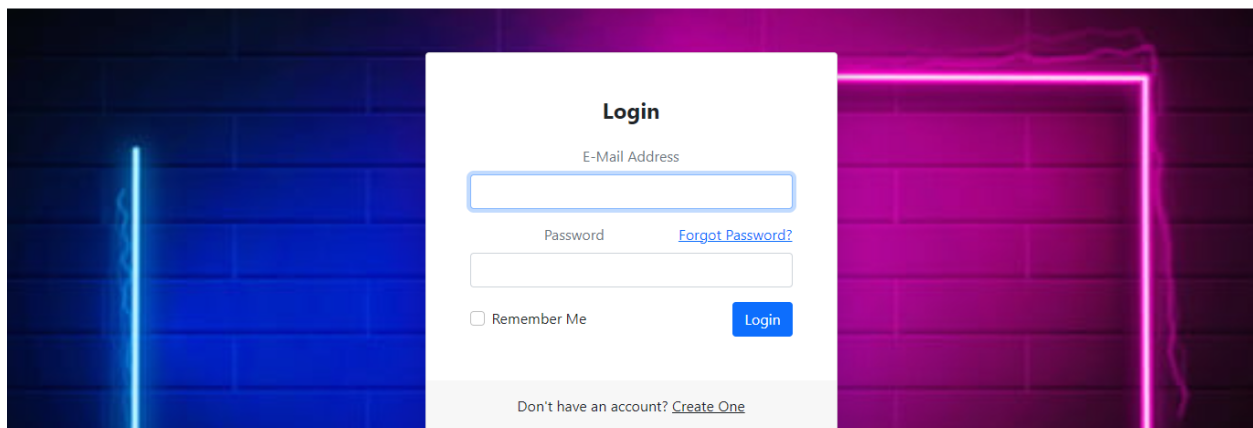 Login
E-Mail Address
Password Forgot Password?
Remember Me Login
Don't have an account? Create One